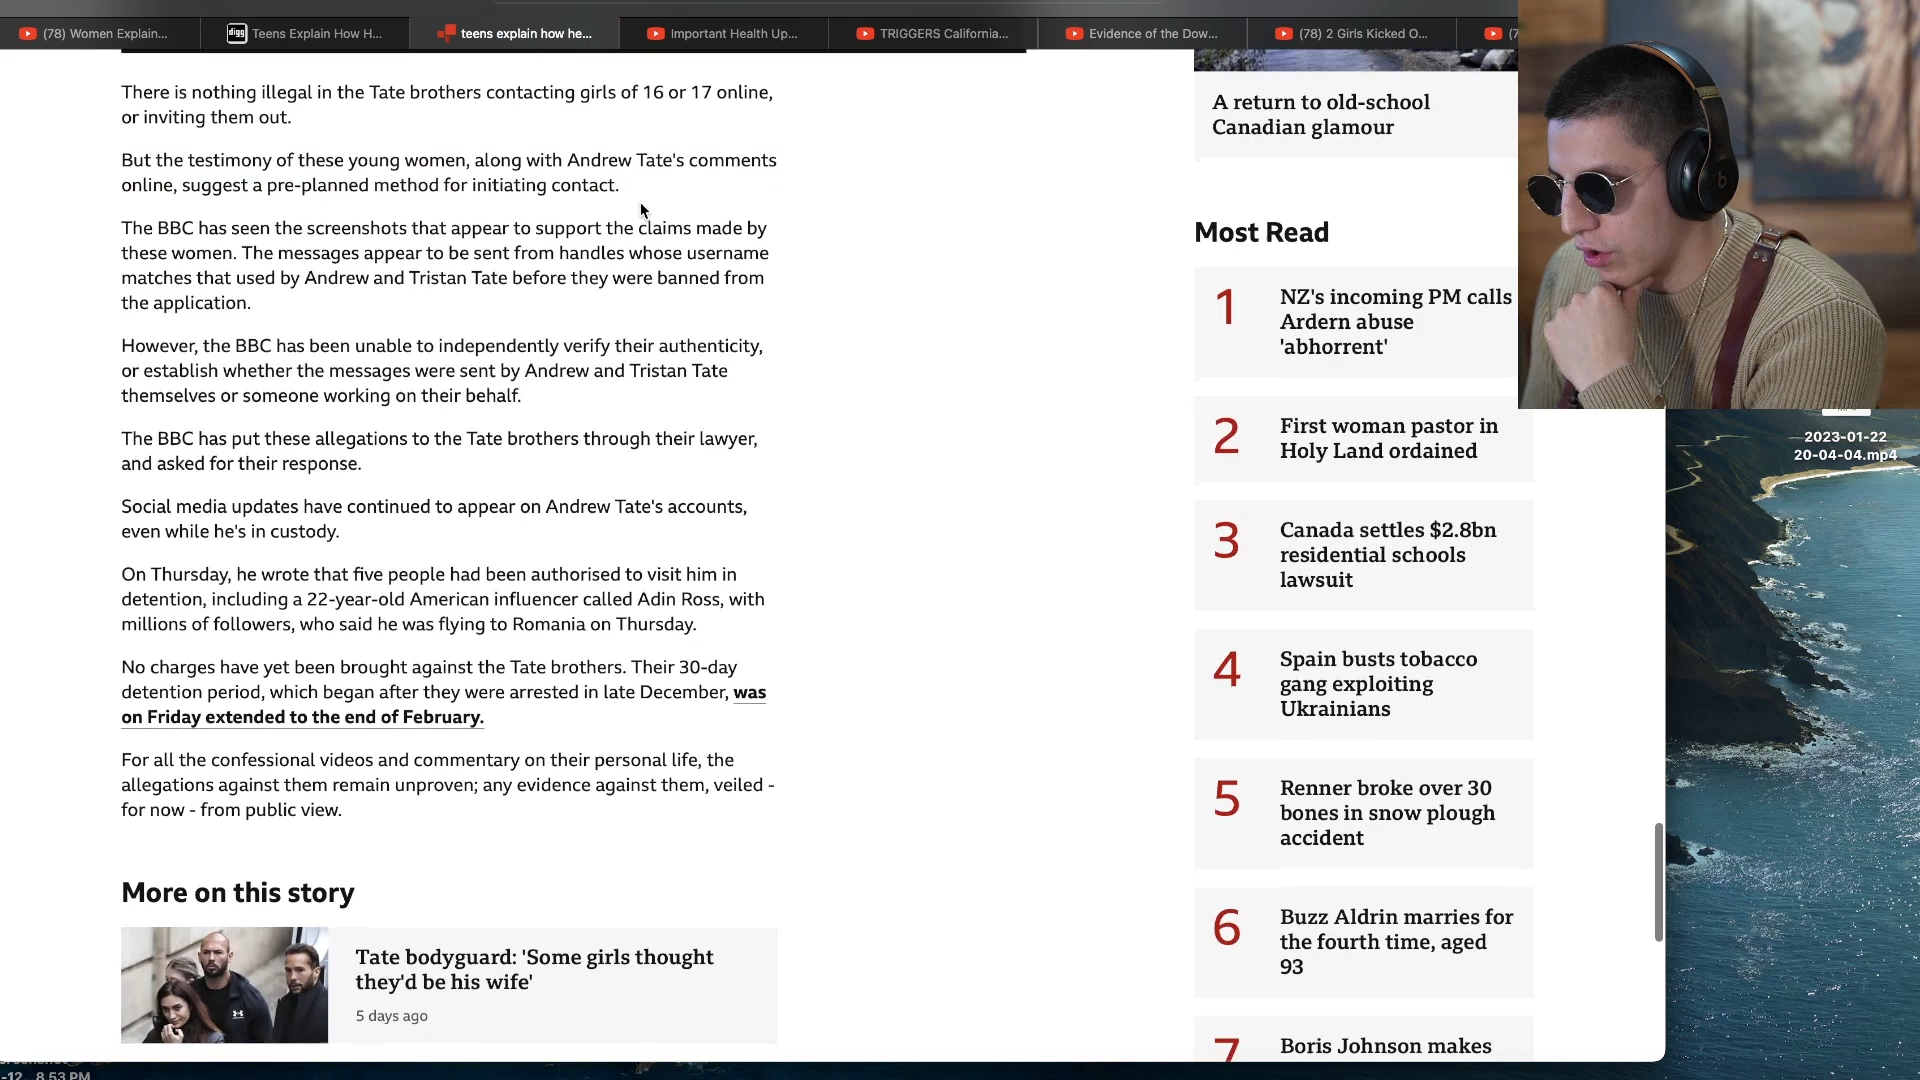 (78) Women Explain...
digg
Teens Explain How H...
teens explain how he...
Important Health Up...
TRIGGERS California...
Evidence of the Dow...
(78) 2 Girls Kicked O...
(7
There is nothing illegal in the Tate brothers contacting girls of 16 or 17 online,
or inviting them out.
But the testimony of these young women, along with Andrew Tate's comments
online, suggest a pre-planned method for initiating contact.
The BBC has seen the screenshots that appear to support the claims made by
these women. The messages appear to be sent from handles whose username
matches that used by Andrew and Tristan Tate before they were banned from
the application.
However, the BBC has been unable to independently verify their authenticity,
or establish whether the messages were sent by Andrew and Tristan Tate
themselves or someone working on their behalf.
The BBC has put these allegations to the Tate brothers through their lawyer,
and asked for their response.
Social media updates have continued to appear on Andrew Tate's accounts,
even while he's in custody.
On Thursday, he wrote that five people had been authorised to visit him in
detention, including a 22-year-old American influencer called Adin Ross, with
millions of followers, who said he was flying to Romania on Thursday.
No charges have yet been brought against the Tate brothers. Their 30-day
detention period, which began after they were arrested in late December, was
on Friday extended to the end of February.
For all the confessional videos and commentary on their personal life, the
allegations against them remain unproven; any evidence against them, veiled -
for now - from public view.
More on this story
Tate bodyguard: 'Some girls thought
they'd be his wife'
5 days ago
A return to old-school
Canadian glamour
Most Read
1
NZ's incoming PM calls
Ardern abuse
'abhorrent'
2
First woman pastor in
Holy Land ordained
3
Canada settles $2.8bn
residential schools
lawsuit
4
Spain busts tobacco
gang exploiting
Ukrainians
5
Renner broke over 30
bones in snow plough
accident
6
Buzz Aldrin marries for
the fourth time, aged
93
7
Boris Johnson makes
b
2023-01-22
20-04-04.mp4
-12...8.53 PM